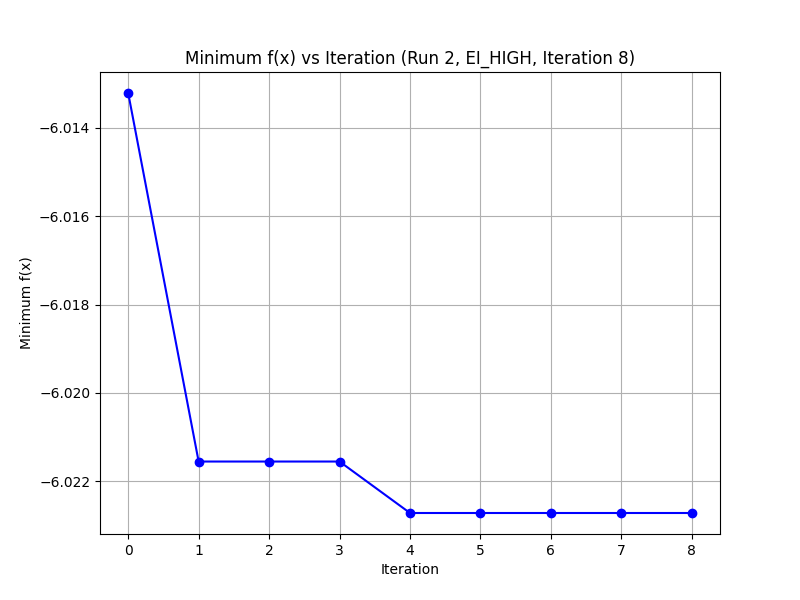 Minimum f(x) vs Iteration (Run 2, EI_HIGH, Iteration 8)
Minimum f(x)
−6.014
−6.016
−6.018
−6.020
−6.022
0 1 2 3 4 5 6 7 8
Iteration